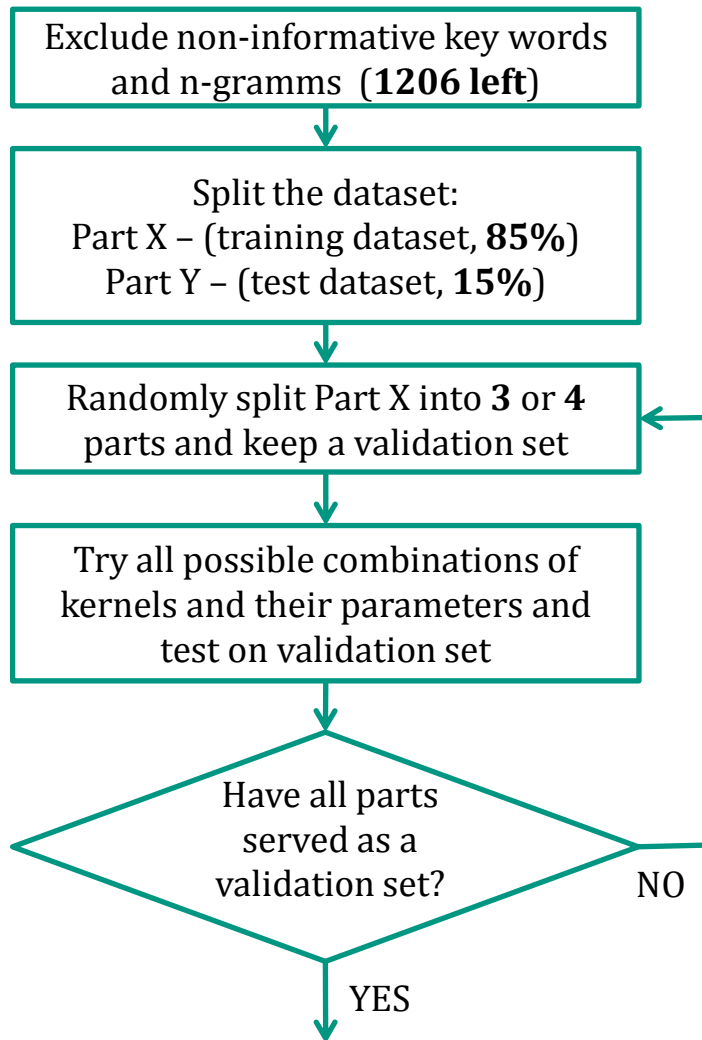 Exclude non-informative key words
and n-gramms (1206 left)
Split the dataset:
Part X – (training dataset, 85%)
Part Y – (test dataset, 15%)
Randomly split Part X into 3 or 4
parts and keep a validation set
Try all possible combinations of
kernels and their parameters and
test on validation set
Have all parts
served as a
validation set?
NO
YES